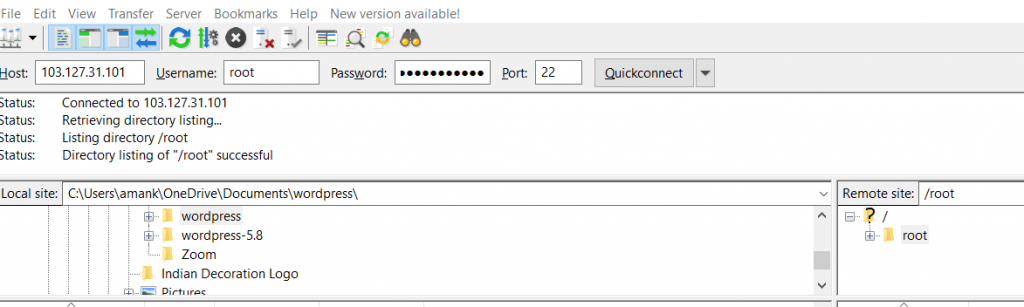 File Edit View Transfer Server Bookmarks Help New version available!
Host: 103.127.31.101 Username: root Password: ●●●●●●●●●●● Port: 22 Quickconnect
Status: Connected to 103.127.31.101
Status: Retrieving directory listing...
Status: Listing directory /root
Status: Directory listing of "/root" successful
Local site: C:\Users\amank\OneDrive\Documents\wordpress\
wordpress
wordpress-5.8
Zoom
Indian Decoration Logo
Pictures
Remote site: /root
/
root